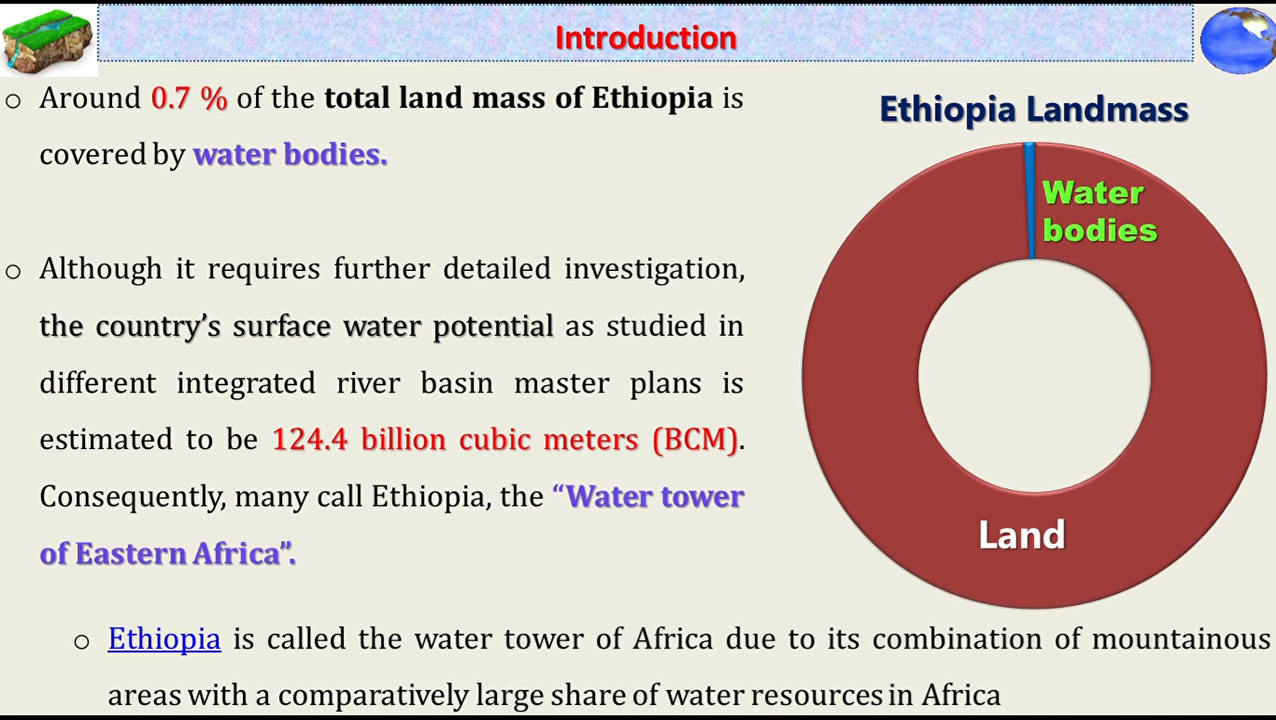 Introduction
○ Around 0.7 % of the total land mass of Ethiopia is
covered by water bodies.
○ Although it requires further detailed investigation,
the country’s surface water potential as studied in
different integrated river basin master plans is
estimated to be 124.4 billion cubic meters (BCM).
Consequently, many call Ethiopia, the “Water tower
of Eastern Africa”.
○ Ethiopia is called the water tower of Africa due to its combination of mountainous
areas with a comparatively large share of water resources in Africa
Ethiopia Landmass
Water
bodies
Land